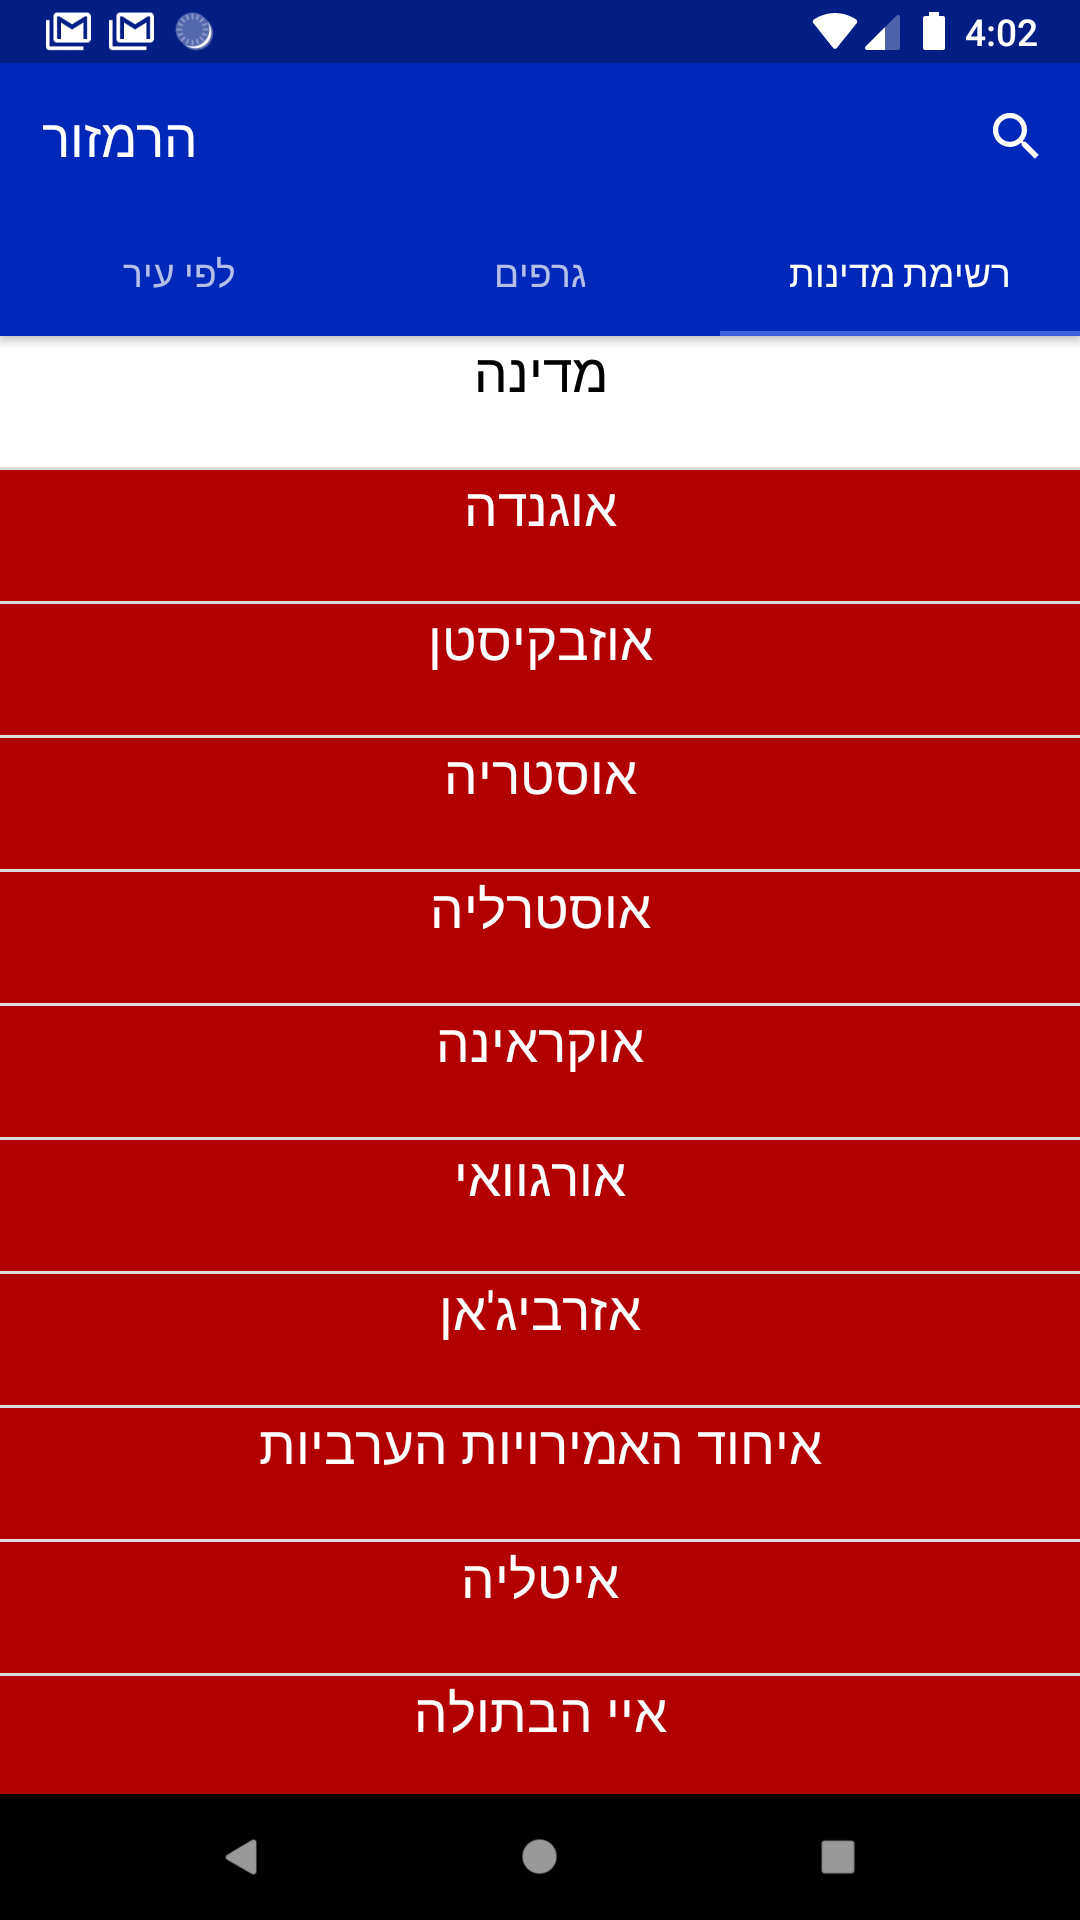 4:02
הרמזור
רשימת מדינות
גרפים
לפי עיר
מדינה
אוגנדה
אוזבקיסטן
אוסטריה
אוסטרליה
אוקראינה
אורגוואי
אזרביג'אן
איחוד האמירויות הערביות
איטליה
איי הבתולה